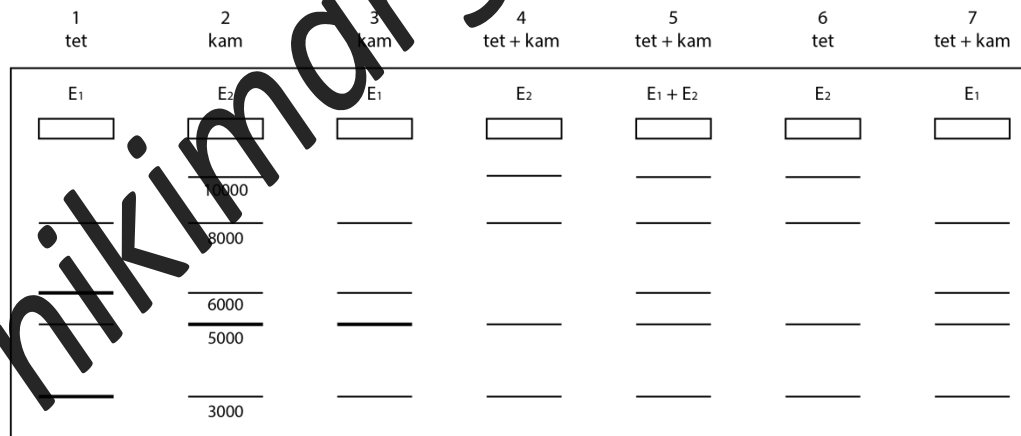 1 2 3 4 5 6 7
tet kam kam tet + kam tet + kam tet tet + kam
E₁ E₂ E₁ E₂ E₁ + E₂ E₂ E₁
10000
8000
6000
5000
3000